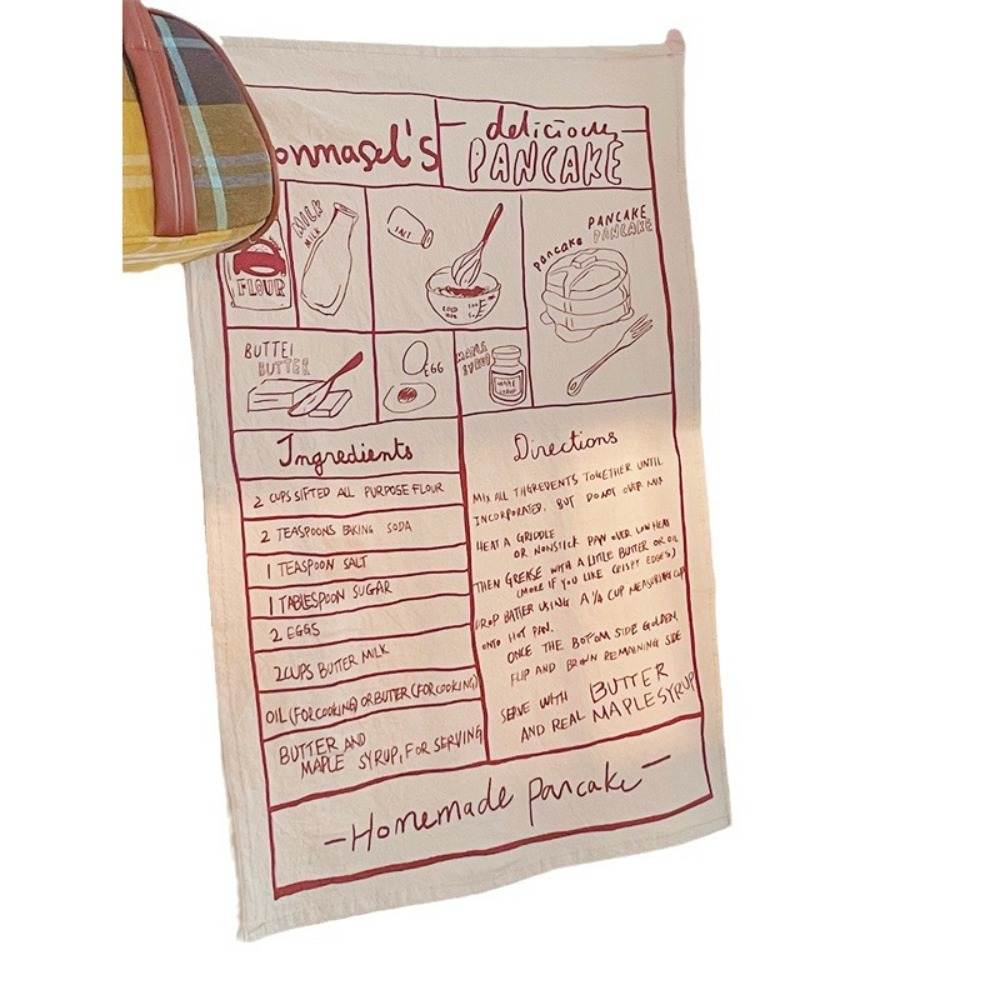 onmasel's
delicious
PANCAKE
MILK
MILK
SALT
PANCAKE
PANCAKE
pancake
FLOUR
BUTTEI
BUTTER
EGG
MAPLE
SYRUP
Ingredients
2 CUPS SIFTED ALL PURPOSE FLOUR
2 TEASPOONS BAKING SODA
1 TEASPOON SALT
1 TABLESPOON SUGAR
2 EGGS
2CUPS BUTTER MILK
OIL (FOR COOKING) OR BUTTER (FOR COOKING)
BUTTER AND
MAPLE SYRUP, FOR SERVING
Directions
MIX ALL THGREDENTS TOGETHER UNTIL
INCORPORATED, BUT DO NOT OVER MIX
HEAT A GRIDDLE
OR NONSTICK PAN OVER LOW HEAT
THEN GREASE WITH A LITTLE BUTTER OR OIL
(MORE IF YOU LIKE CRISPY EDGES)
DROP BATTER USING A 1/4 CUP MEASURING CUP
ONTO HOT PAN.
ONCE THE BOTTOM SIDE GOLDEN,
FLIP AND BROWN REMAINING SIDE
SERVE WITH BUTTER
AND REAL MAPLE SYRUP
-Homemade pancake-